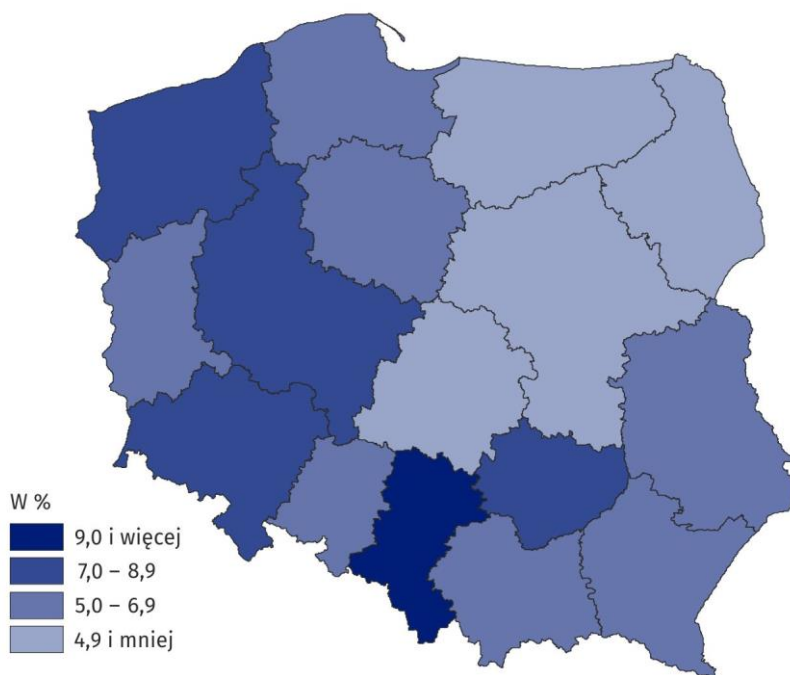 W %
9,0 i więcej
7,0 – 8,9
5,0 – 6,9
4,9 i mniej